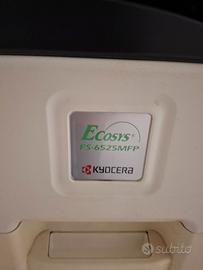 ECOSYS
FS-6525MFP
KYOCERA
subito